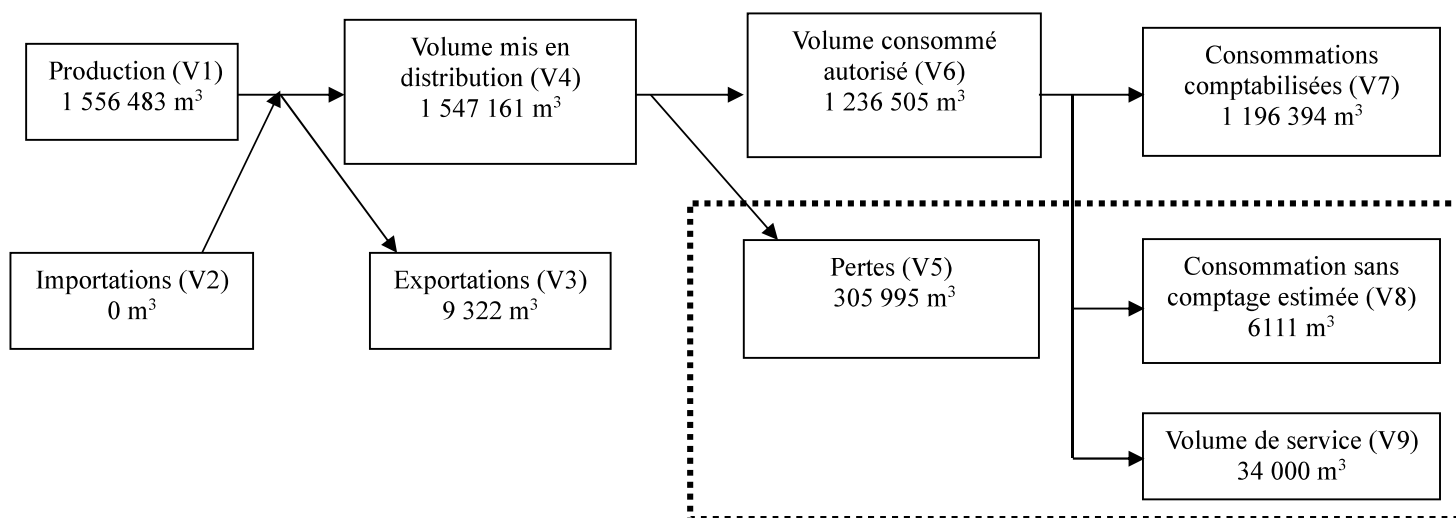 Production (V1)
1 556 483 m³
Volume mis en
distribution (V4)
1 547 161 m³
Volume consommé
autorisé (V6)
1 236 505 m³
Consommations
comptabilisées (V7)
1 196 394 m³
Importations (V2)
0 m³
Exportations (V3)
9 322 m³
Pertes (V5)
305 995 m³
Consommation sans
comptage estimée (V8)
6111 m³
Volume de service (V9)
34 000 m³